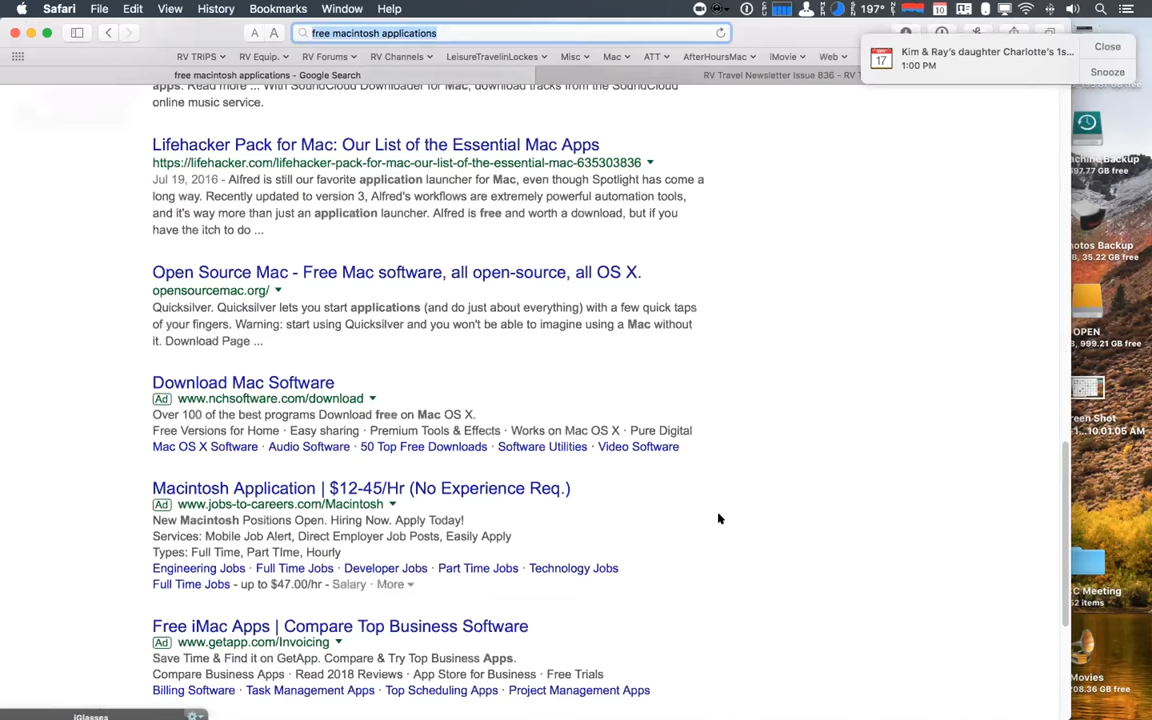 Safari File Edit View History Bookmarks Window Help
197°
10
A A free macintosh applications
RV TRIPS RV Equip. RV Forums RV Channels LeisureTravelinLockes Misc Mac ATT AfterHoursMac iMovie Web
17 Kim & Ray's daughter Charlotte's 1s...
1:00 PM
Close
Snooze
free macintosh applications - Google Search
RV Travel Newsletter Issue 836 - RV T
apps. Read more ... With SoundCloud Downloader for Mac, download tracks from the SoundCloud
online music service.
Lifehacker Pack for Mac: Our List of the Essential Mac Apps
https://lifehacker.com/lifehacker-pack-for-mac-our-list-of-the-essential-mac-635303836
Jul 19, 2016 - Alfred is still our favorite application launcher for Mac, even though Spotlight has come a
long way. Recently updated to version 3, Alfred's workflows are extremely powerful automation tools,
and it's way more than just an application launcher. Alfred is free and worth a download, but if you
have the itch to do ...
Open Source Mac - Free Mac software, all open-source, all OS X.
opensourcemac.org/
Quicksilver. Quicksilver lets you start applications (and do just about everything) with a few quick taps
of your fingers. Warning: start using Quicksilver and you won't be able to imagine using a Mac without
it. Download Page ...
Download Mac Software
Ad www.nchsoftware.com/download
Over 100 of the best programs Download free on Mac OS X.
Free Versions for Home · Easy sharing · Premium Tools & Effects · Works on Mac OS X · Pure Digital
Mac OS X Software · Audio Software · 50 Top Free Downloads · Software Utilities · Video Software
Macintosh Application | $12-45/Hr (No Experience Req.)
Ad www.jobs-to-careers.com/Macintosh
New Macintosh Positions Open. Hiring Now. Apply Today!
Services: Mobile Job Alert, Direct Employer Job Posts, Easily Apply
Types: Full Time, Part TIme, Hourly
Engineering Jobs · Full Time Jobs · Developer Jobs · Part Time Jobs · Technology Jobs
Full Time Jobs - up to $47.00/hr - Salary · More
Free iMac Apps | Compare Top Business Software
Ad www.getapp.com/Invoicing
Save Time & Find it on GetApp. Compare & Try Top Business Apps.
Compare Business Apps · Read 2018 Reviews · App Store for Business · Free Trials
Billing Software · Task Management Apps · Top Scheduling Apps · Project Management Apps
achine Backup
97.77 GB free
otos Backup
, 35.22 GB free
OPEN
, 999.21 GB free
reen Shot
1...10.01.05 AM
C Meeting
52 items
Movies
08.36 GB free
iGlasses